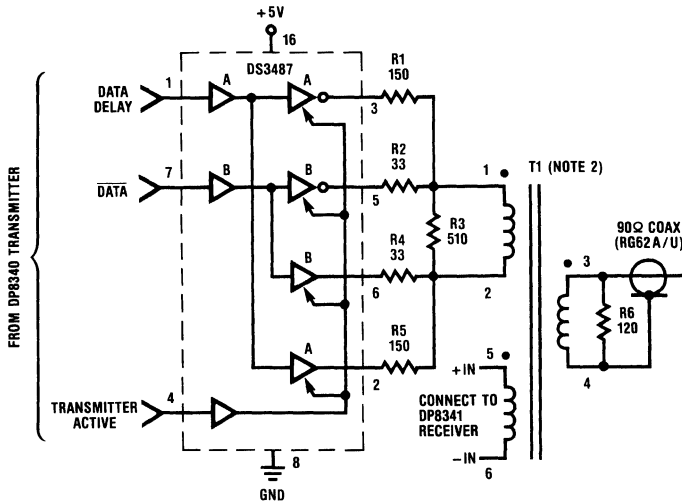 +5V
16
DS3487
1
DATA
DELAY
A
A
3
R1
150
7
DATA
B
B
5
R2
33
R3
510
B
6
R4
33
A
2
R5
150
FROM DP8340 TRANSMITTER
4
TRANSMITTER
ACTIVE
8
GND
1
2
T1 (NOTE 2)
90Ω COAX
(RG62A/U)
3
R6
120
4
5
+IN
CONNECT TO
DP8341
RECEIVER
−IN
6